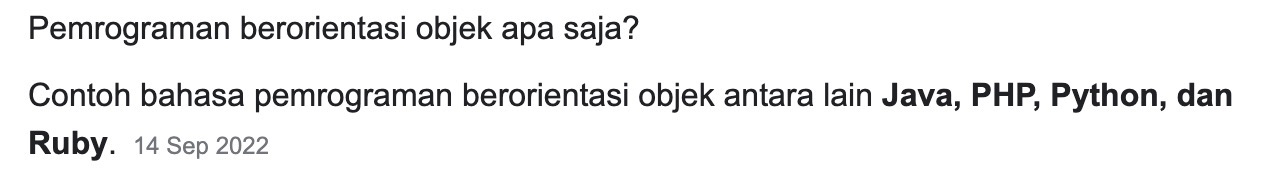 Pemrograman berorientasi objek apa saja?
Contoh bahasa pemrograman berorientasi objek antara lain Java, PHP, Python, dan
Ruby. 14 Sep 2022